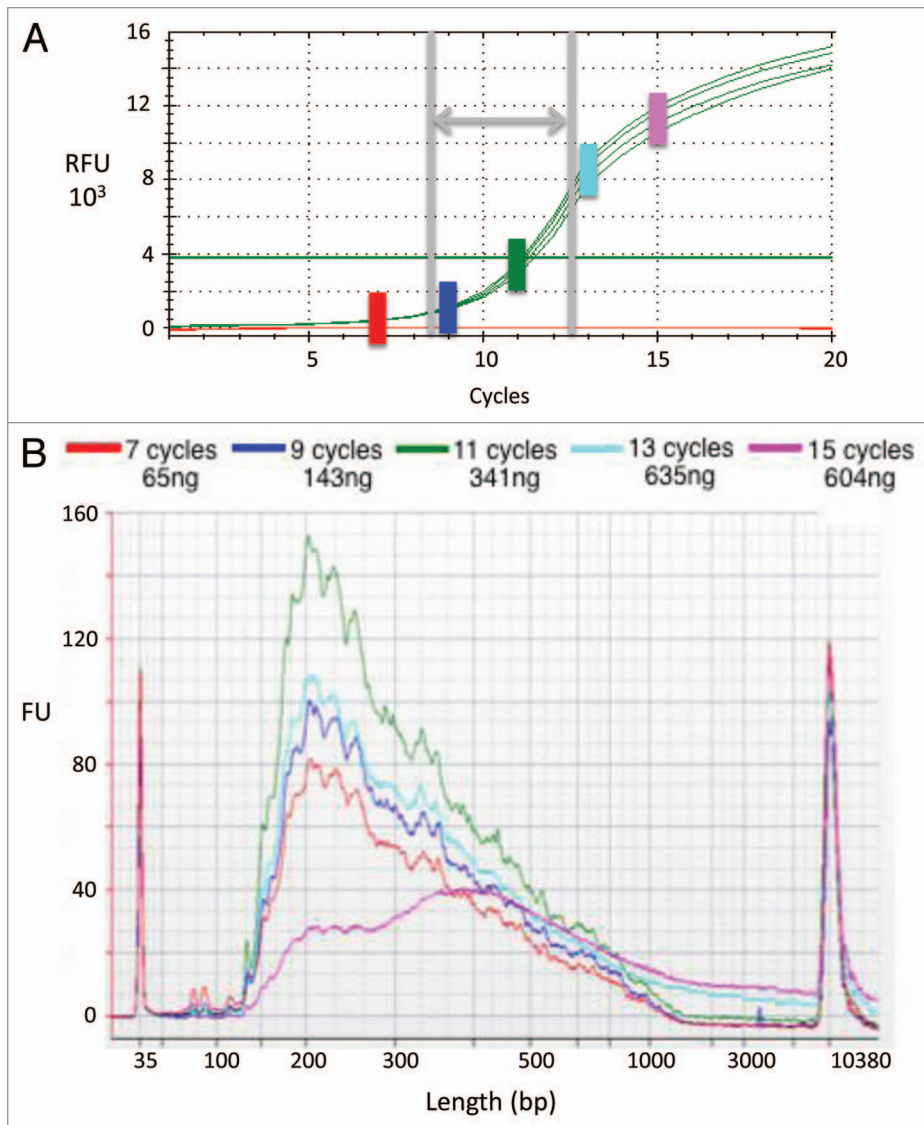 A
16
12
8
4
0
RFU
10³
5 10 15 20
Cycles
B
7 cycles 9 cycles 11 cycles 13 cycles 15 cycles
65ng 143ng 341ng 635ng 604ng
160
120
80
40
0
FU
35 100 200 300 500 1000 3000 10380
Length (bp)